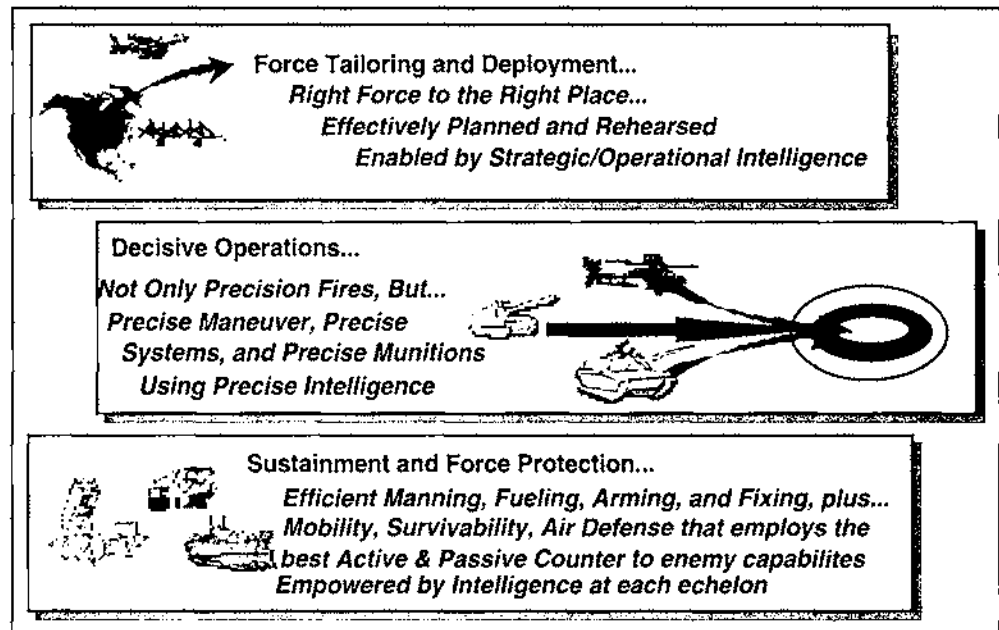 Force Tailoring and Deployment...
Right Force to the Right Place...
Effectively Planned and Rehearsed
Enabled by Strategic/Operational Intelligence
Decisive Operations...
Not Only Precision Fires, But...
Precise Maneuver, Precise
Systems, and Precise Munitions
Using Precise Intelligence
Sustainment and Force Protection...
Efficient Manning, Fueling, Arming, and Fixing, plus...
Mobility, Survivability, Air Defense that employs the
best Active & Passive Counter to enemy capabilites
Empowered by Intelligence at each echelon